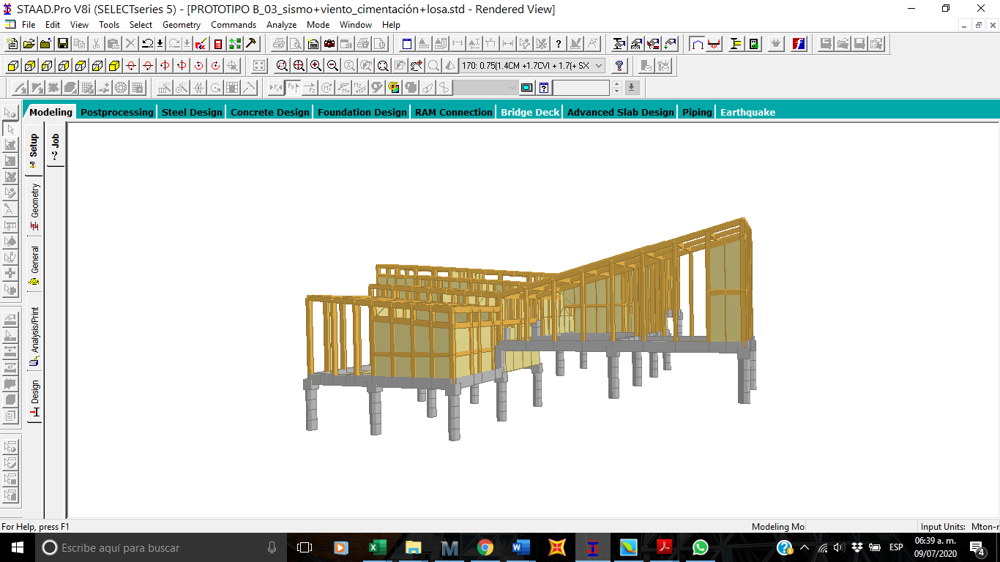 STAAD.Pro V8i (SELECTseries 5) - [PROTOTIPO B_03_sismo+viento_cimentación+losa.std - Rendered View]
File Edit View Tools Select Geometry Commands Analyze Mode Window Help
170: 0.75(1.4CM +1.7CVI + 1.7(+ SX
Modeling Postprocessing Steel Design Concrete Design Foundation Design RAM Connection Bridge Deck Advanced Slab Design Piping Earthquake
Setup
Job
Geometry
General
Analysis/Print
Design
For Help, press F1
Modeling Mo
Input Units: Mton-r
Escribe aquí para buscar
ESP
06:39 a. m.
09/07/2020
4